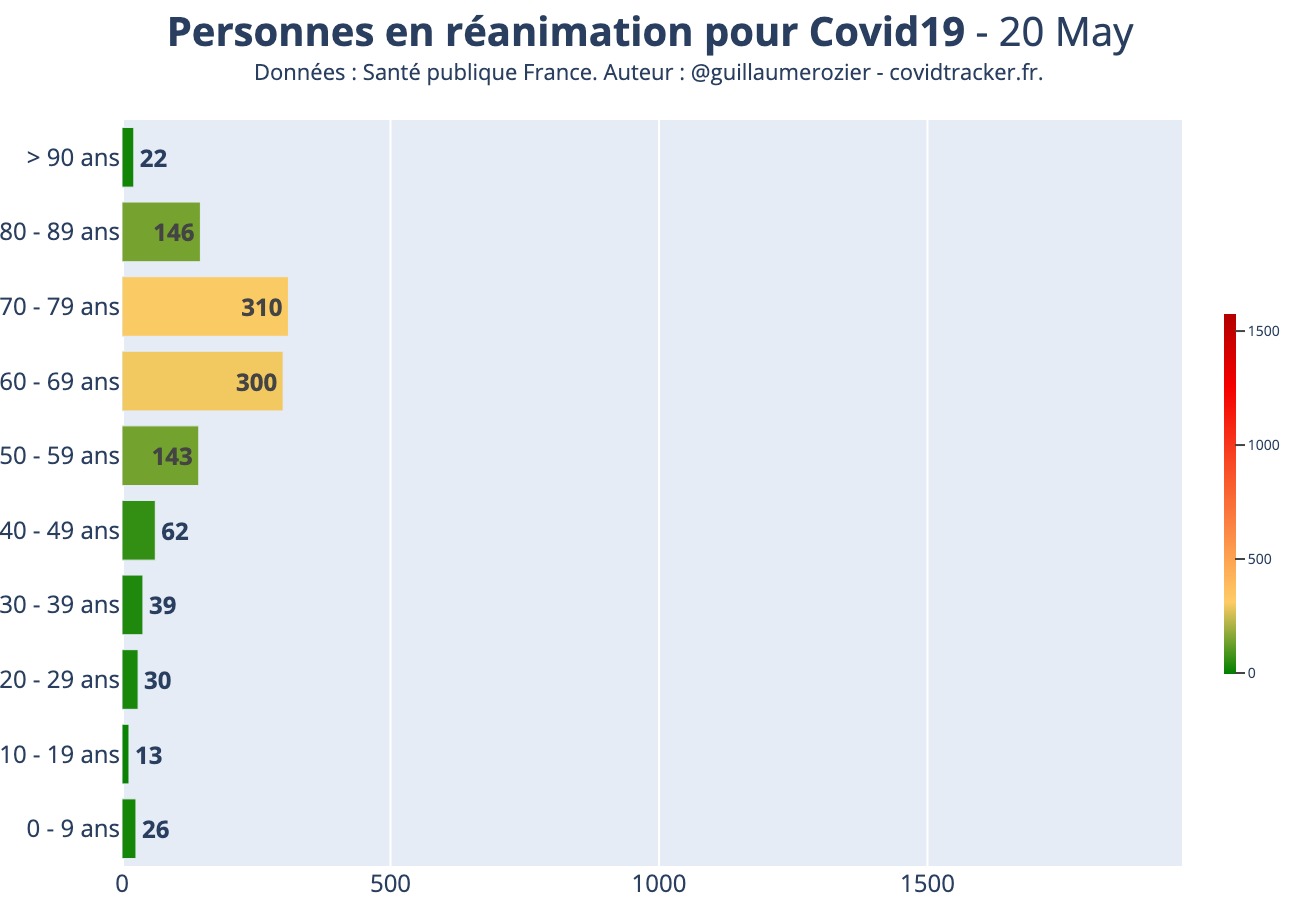 Personnes en réanimation pour Covid19 - 20 May
Données : Santé publique France. Auteur : @guillaumerozier - covidtracker.fr.
> 90 ans 22
80 - 89 ans 146
70 - 79 ans 310
60 - 69 ans 300
50 - 59 ans 143
40 - 49 ans 62
30 - 39 ans 39
20 - 29 ans 30
10 - 19 ans 13
0 - 9 ans 26
0 500 1000 1500
1500
1000
500
0